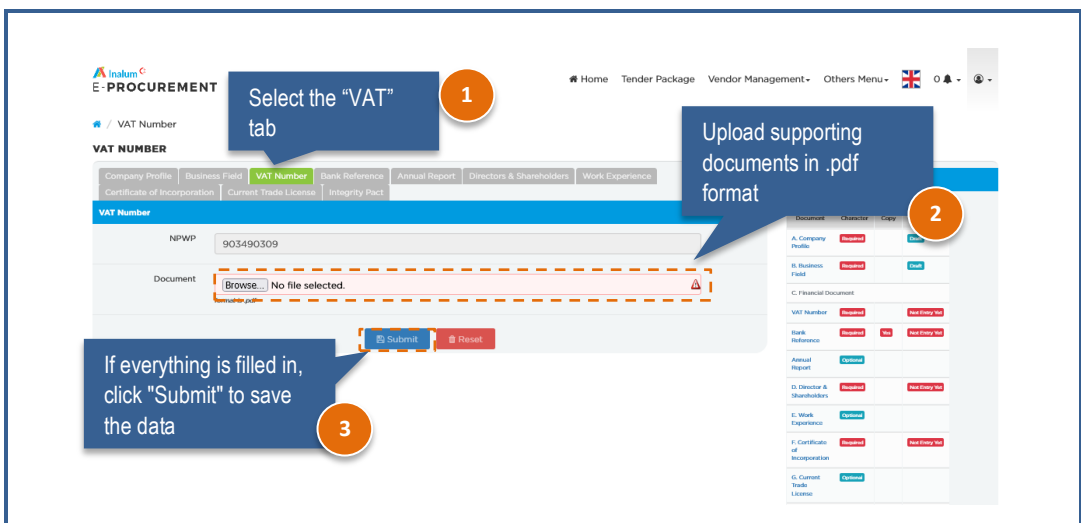 Inalum
E-PROCUREMENT
Home Tender Package Vendor Management Others Menu 0
Select the “VAT”
tab
1
/ VAT Number
VAT NUMBER
Upload supporting
documents in .pdf
format
2
Company Profile Business Field VAT Number Bank Reference Annual Report Directors & Shareholders Work Experience
Certificate of Incorporation Current Trade License Integrity Pact
VAT Number
NPWP
903490309
Document
Browse... No file selected.
Submit Reset
If everything is filled in,
click "Submit" to save
the data
3
Document Character Copy
A. Company Required Draft
Profile
B. Business Required Draft
Field
C. Financial Document
VAT Number Required Not Entry Yet
Bank Required Yes Not Entry Yet
Reference
Annual Optional
Report
D. Director & Required Not Entry Yet
Shareholders
E. Work Optional
Experience
F. Certificate Required Not Entry Yet
of
Incorporation
G. Current Optional
Trade
License